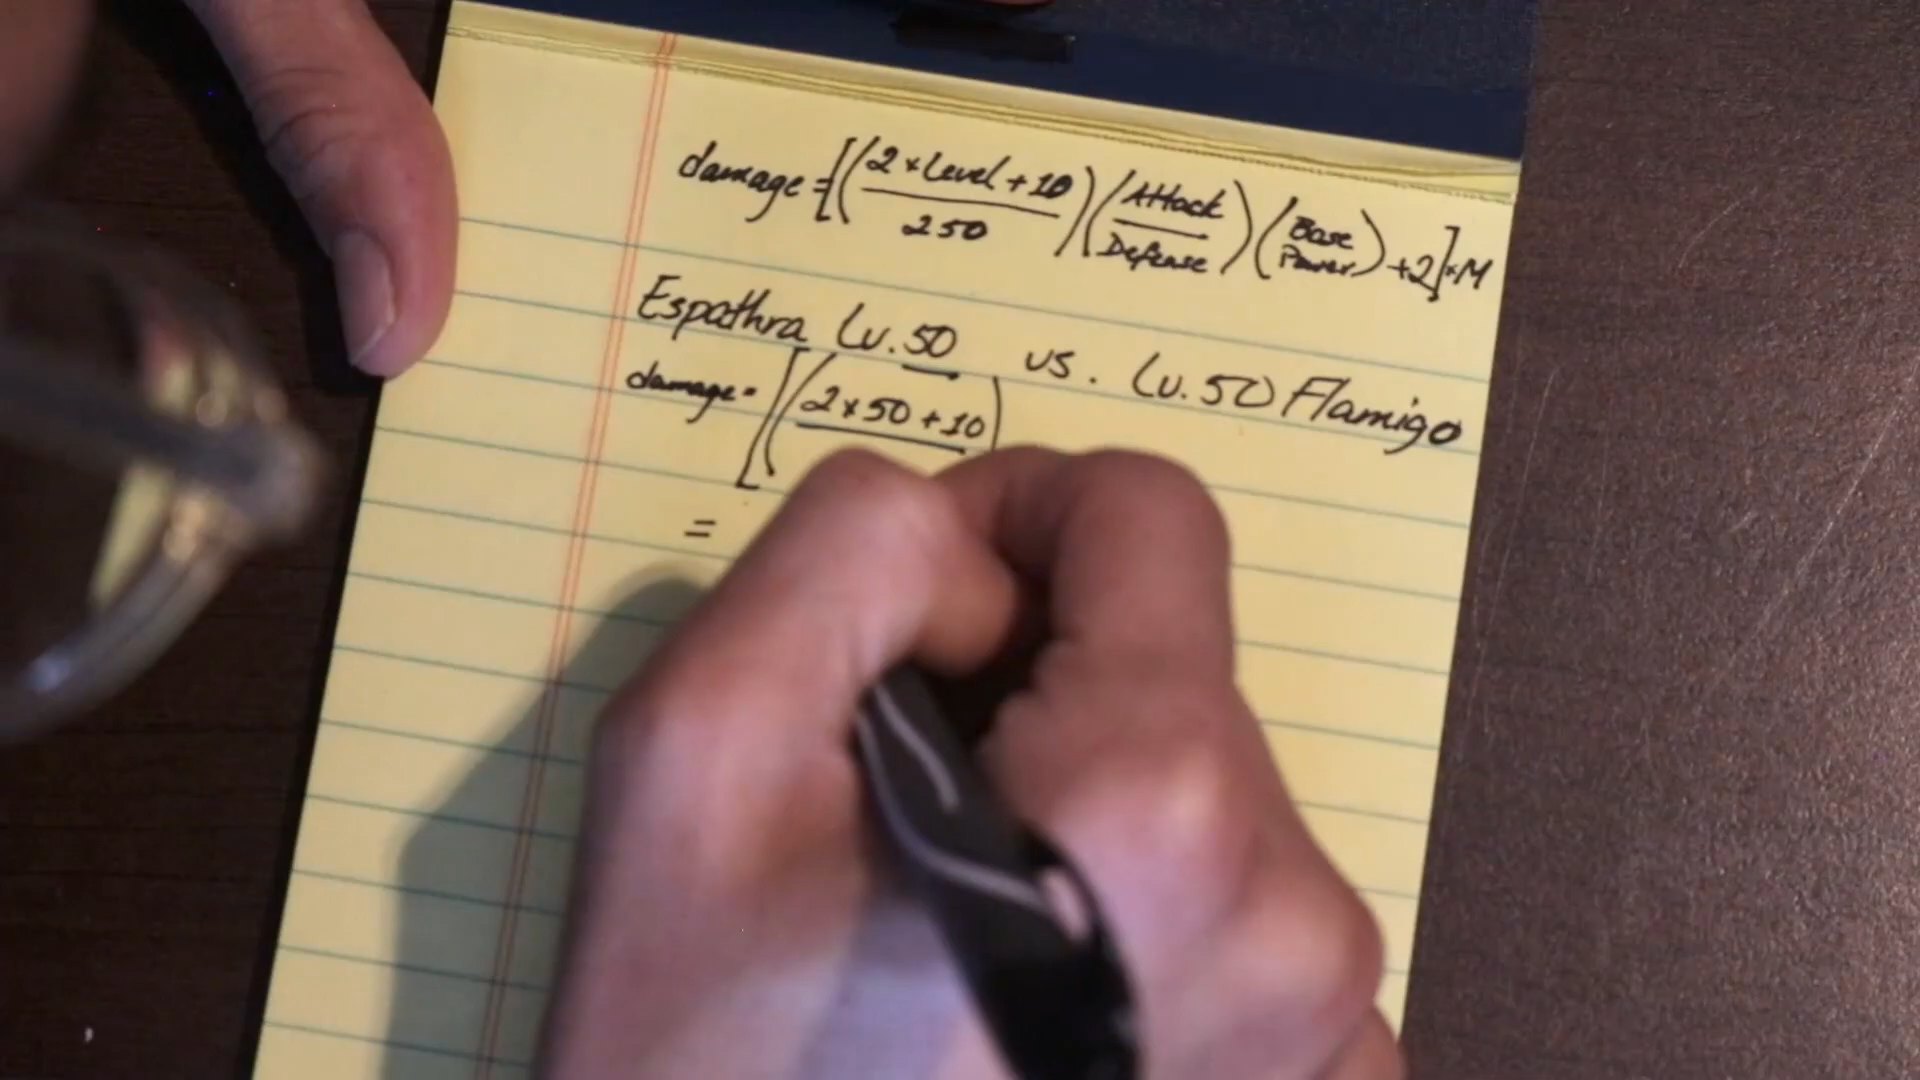 damage = [((2 × Level + 10)/250)(Attack/Defense)(Base Power) + 2] × M
Espathra Lv. 50 vs. Lv. 50 Flamigo
damage = [((2 × 50 + 10)
=